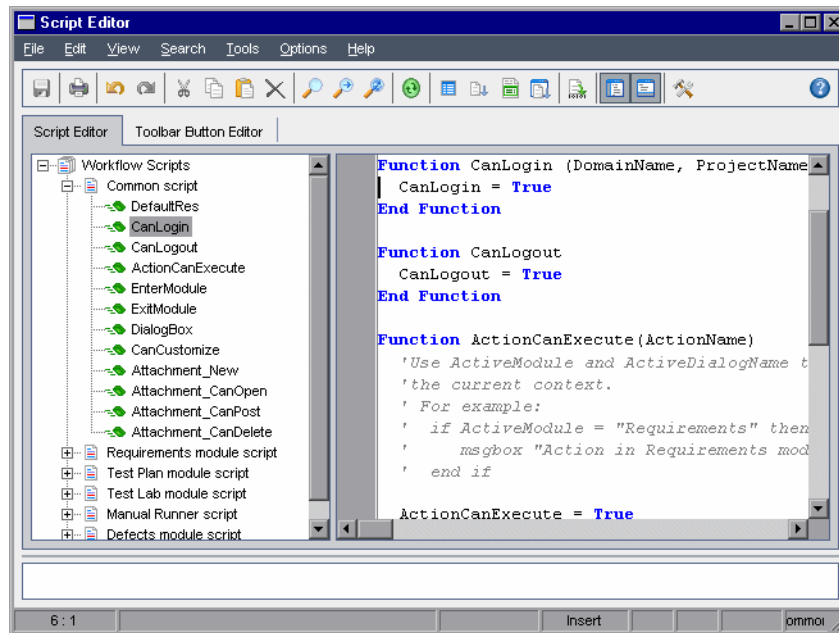 Script Editor
File Edit View Search Tools Options Help
Script Editor Toolbar Button Editor
Workflow Scripts
Common script
DefaultRes
CanLogin
CanLogout
ActionCanExecute
EnterModule
ExitModule
DialogBox
CanCustomize
Attachment_New
Attachment_CanOpen
Attachment_CanPost
Attachment_CanDelete
Requirements module script
Test Plan module script
Test Lab module script
Manual Runner script
Defects module script
Function CanLogin (DomainName, ProjectName
CanLogin = True
End Function
Function CanLogout
CanLogout = True
End Function
Function ActionCanExecute(ActionName)
'Use ActiveModule and ActiveDialogName t
'the current context.
' For example:
' if ActiveModule = "Requirements" then
' msgbox "Action in Requirements mod
' end if
ActionCanExecute = True
6 : 1 Insert ommo